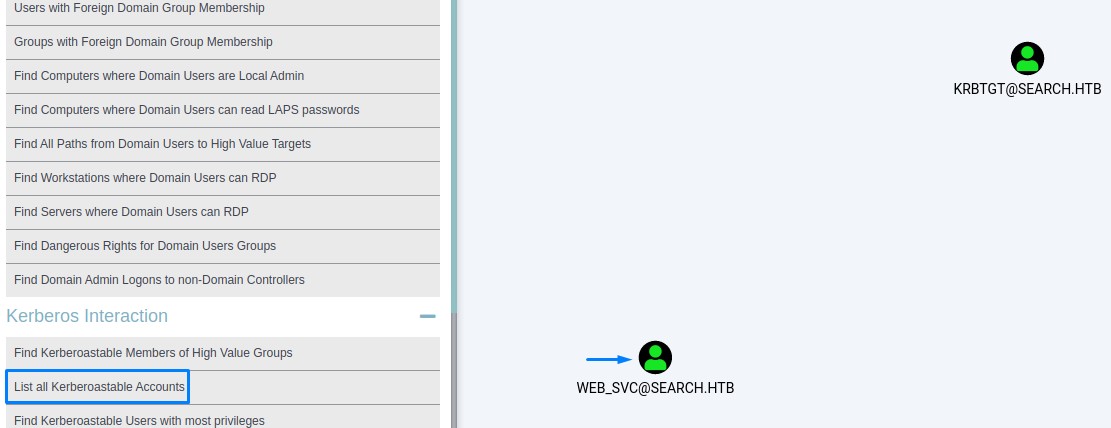 Users with Foreign Domain Group Membership
Groups with Foreign Domain Group Membership
Find Computers where Domain Users are Local Admin
Find Computers where Domain Users can read LAPS passwords
Find All Paths from Domain Users to High Value Targets
Find Workstations where Domain Users can RDP
Find Servers where Domain Users can RDP
Find Dangerous Rights for Domain Users Groups
Find Domain Admin Logons to non-Domain Controllers
Kerberos Interaction
Find Kerberoastable Members of High Value Groups
List all Kerberoastable Accounts
Find Kerberoastable Users with most privileges
KRBTGT@SEARCH.HTB
WEB_SVC@SEARCH.HTB